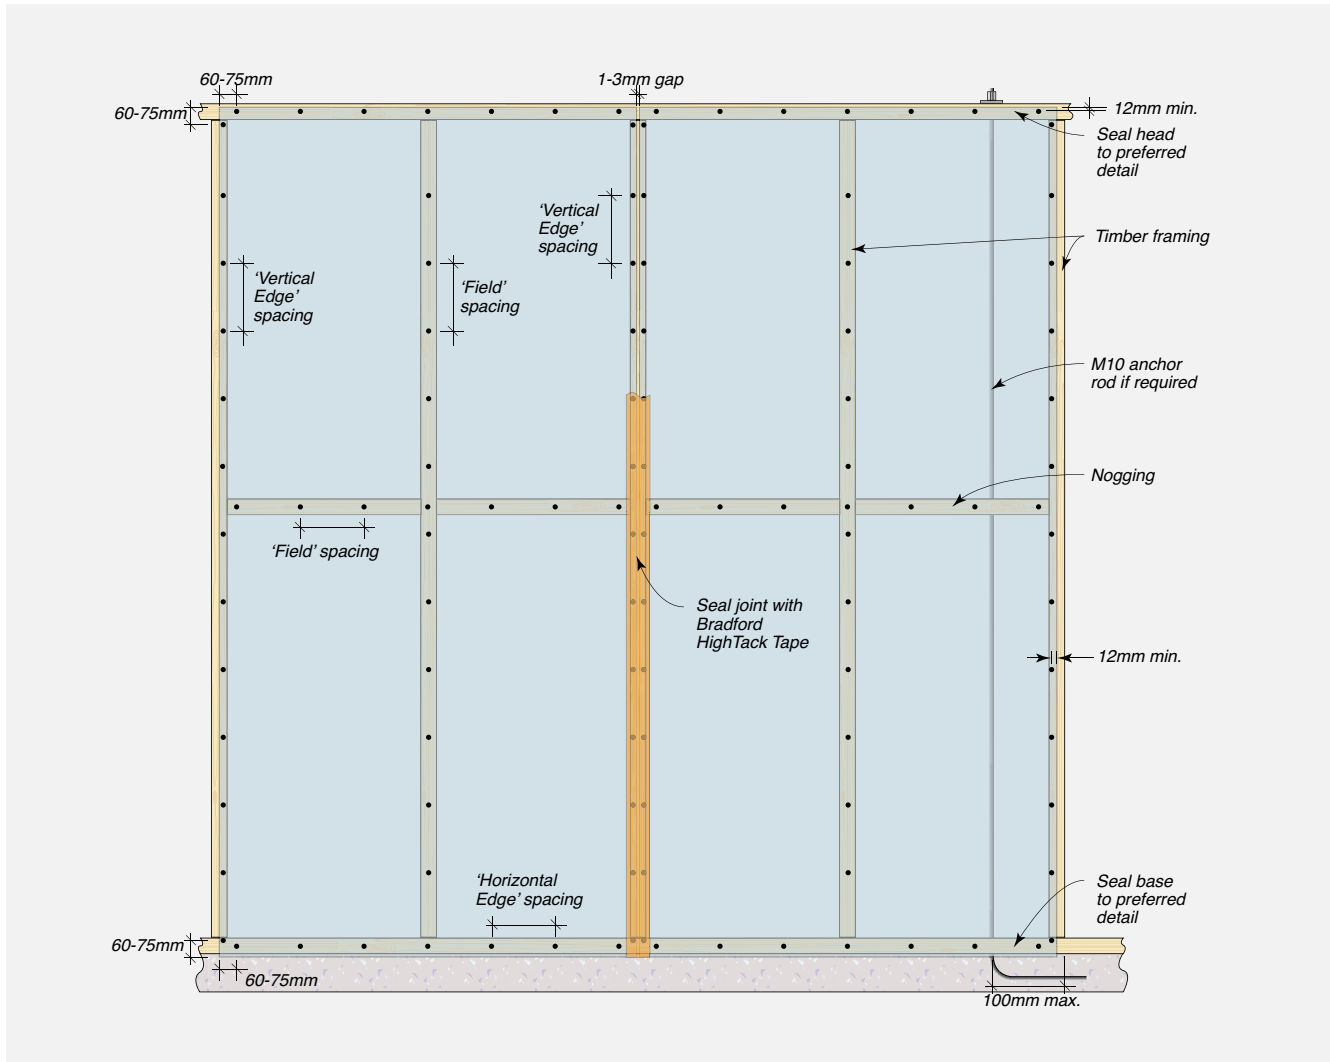 60-75mm
1-3mm gap
60-75mm
12mm min.
Seal head
to preferred
detail
'Vertical
Edge'
spacing
Timber framing
'Vertical
Edge'
spacing
'Field'
spacing
M10 anchor
rod if required
Nogging
'Field' spacing
Seal joint with
Bradford
HighTack Tape
12mm min.
'Horizontal
Edge' spacing
Seal base
to preferred
detail
60-75mm
60-75mm
100mm max.